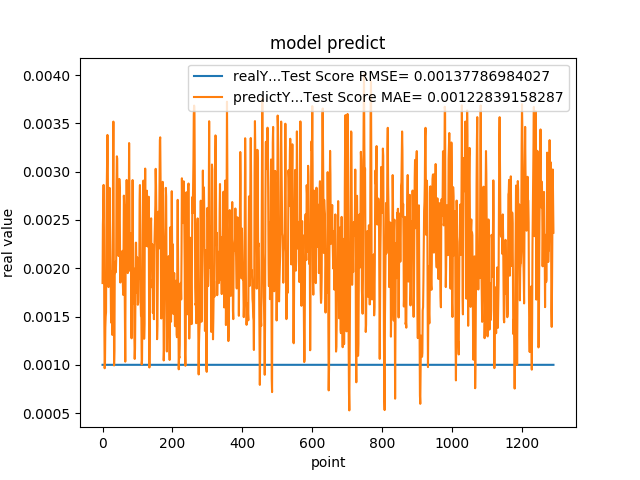 model predict
realY...Test Score RMSE= 0.00137786984027
predictY...Test Score MAE= 0.00122839158287
0.0040
0.0035
0.0030
0.0025
0.0020
0.0015
0.0010
0.0005
real value
0 200 400 600 800 1000 1200
point